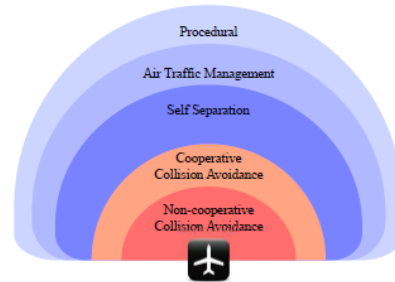 Procedural
Air Traffic Management
Self Separation
Cooperative
Collision Avoidance
Non-cooperative
Collision Avoidance